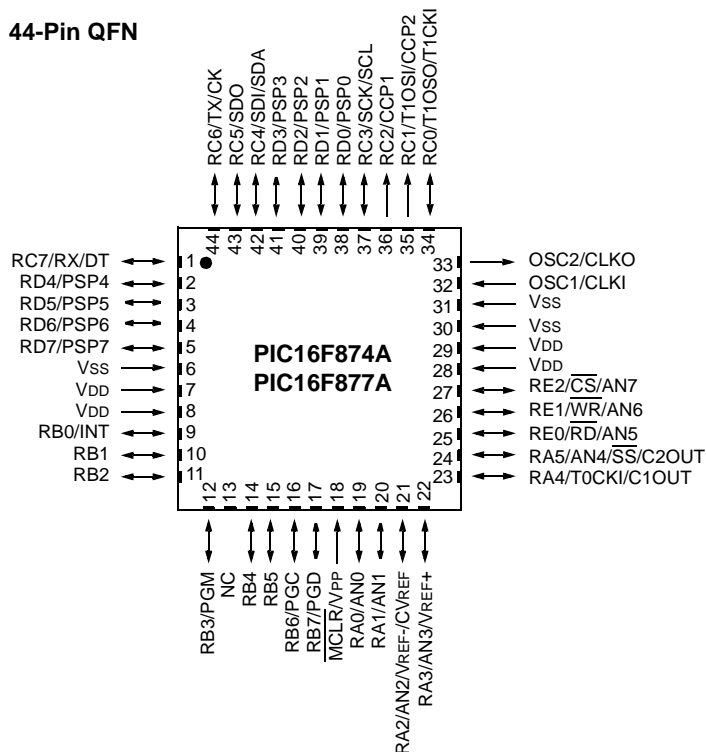 44-Pin QFN
RC6/TX/CK
RC5/SDO
RC4/SDI/SDA
RD3/PSP3
RD2/PSP2
RD1/PSP1
RD0/PSP0
RC3/SCK/SCL
RC2/CCP1
RC1/T1OSI/CCP2
RC0/T1OSO/T1CKI
44
43
42
41
40
39
38
37
36
35
34
RC7/RX/DT 1
RD4/PSP4 2
RD5/PSP5 3
RD6/PSP6 4
RD7/PSP7 5
VSS 6
VDD 7
VDD 8
RB0/INT 9
RB1 10
RB2 11
PIC16F874A
PIC16F877A
33 OSC2/CLKO
32 OSC1/CLKI
31 VSS
30 VSS
29 VDD
28 VDD
27 RE2/CS/AN7
26 RE1/WR/AN6
25 RE0/RD/AN5
24 RA5/AN4/SS/C2OUT
23 RA4/T0CKI/C1OUT
12
13
14
15
16
17
18
19
20
21
22
RB3/PGM
NC
RB4
RB5
RB6/PGC
RB7/PGD
MCLR/VPP
RA0/AN0
RA1/AN1
RA2/AN2/VREF-/CVREF
RA3/AN3/VREF+